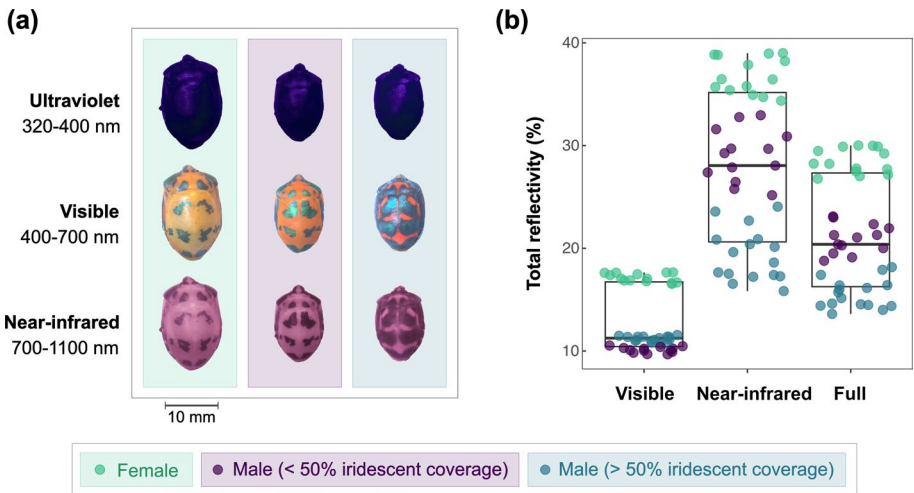 (a)
Ultraviolet
320-400 nm
Visible
400-700 nm
Near-infrared
700-1100 nm
10 mm
(b)
Total reflectivity (%)
40
30
20
10
Visible Near-infrared Full
Female Male (< 50% iridescent coverage) Male (> 50% iridescent coverage)